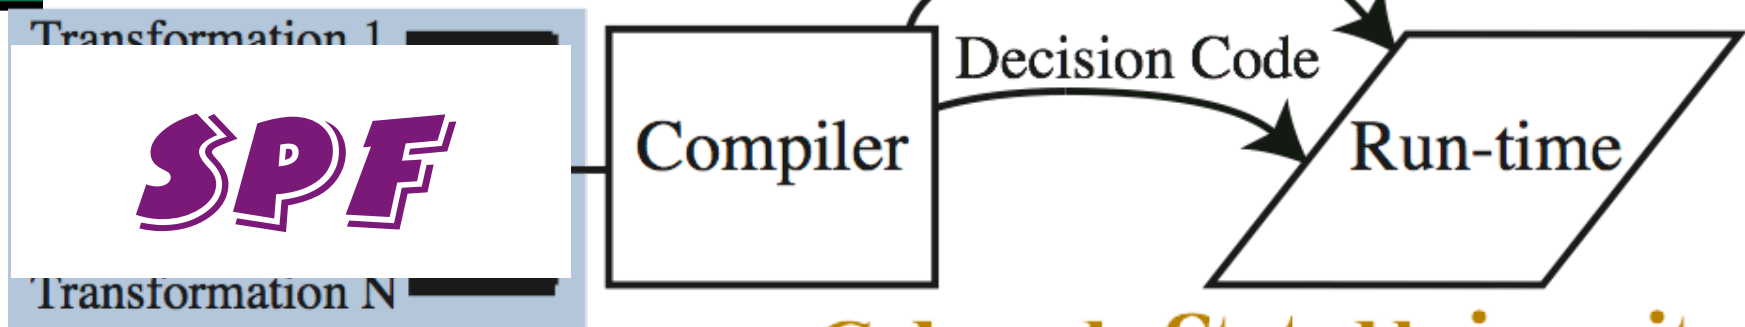 Transformation 1
SPF
Transformation N
Compiler
Decision Code
Run-time